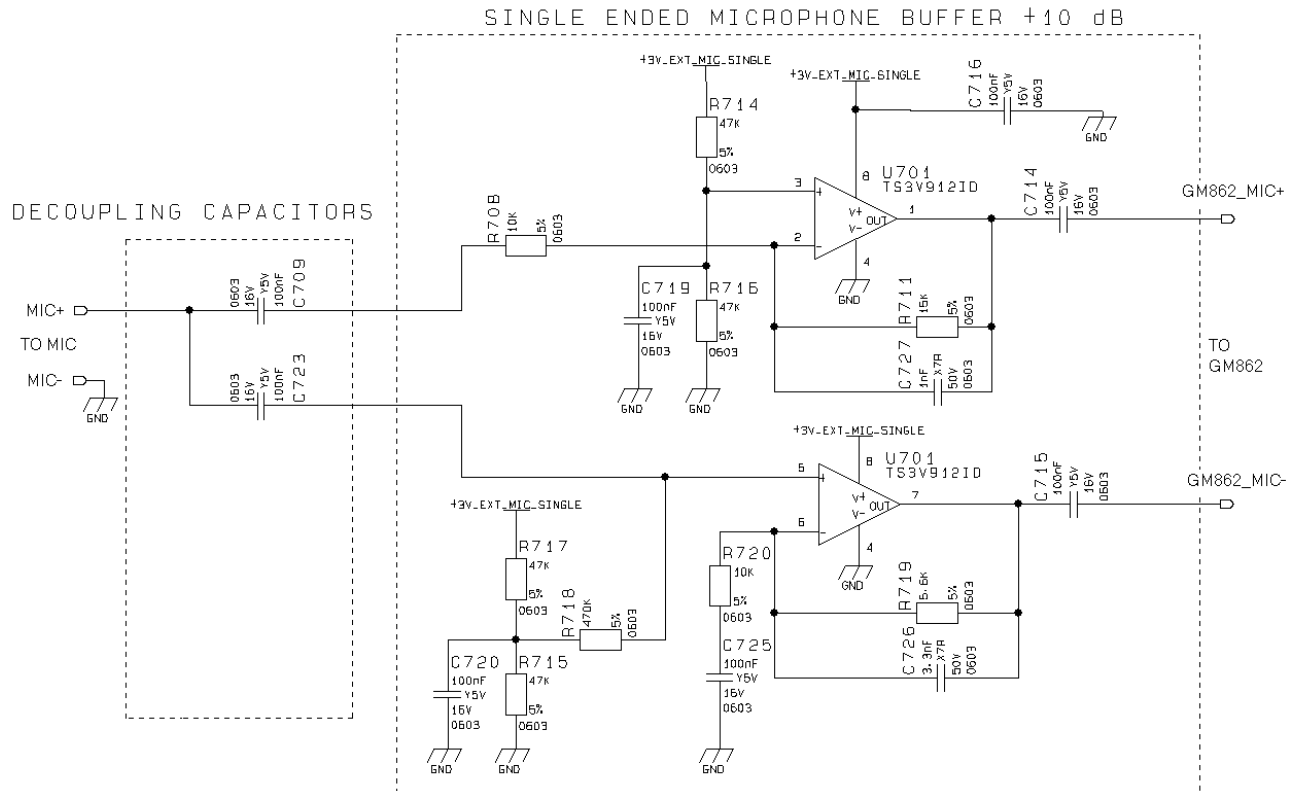 SINGLE ENDED MICROPHONE BUFFER +10 dB
+3V_EXT_MIC_SINGLE
R714
47K
5%
0603
+3V_EXT_MIC_SINGLE
C716
100nF
Y5V
16V
0603
GND
DECOUPLING CAPACITORS
R708
10K
5%
0603
3
2
+
-
V+
V-
OUT
8
4
1
U701
TS3V912ID
GND
C714
100nF
Y5V
16V
0603
GM862_MIC+
MIC+
TO MIC
MIC-
GND
0603
16V
Y5V
100nF
C709
0603
16V
Y5V
100nF
C723
C719
100nF
Y5V
16V
0603
GND
R716
47K
5%
0603
GND
R711
15K
5%
0603
C727
1nF
X7R
50V
0603
TO
GM862
+3V_EXT_MIC_SINGLE
5
6
+
-
V+
V-
OUT
8
4
7
U701
TS3V912ID
GND
C715
100nF
Y5V
16V
0603
GM862_MIC-
+3V_EXT_MIC_SINGLE
R717
47K
5%
0603
R718
470K
5%
0603
C720
100nF
Y5V
16V
0603
GND
R715
47K
5%
0603
GND
R720
10K
5%
0603
C725
100nF
Y5V
16V
0603
GND
R719
5.6K
5%
0603
C726
3.3nF
X7R
50V
0603